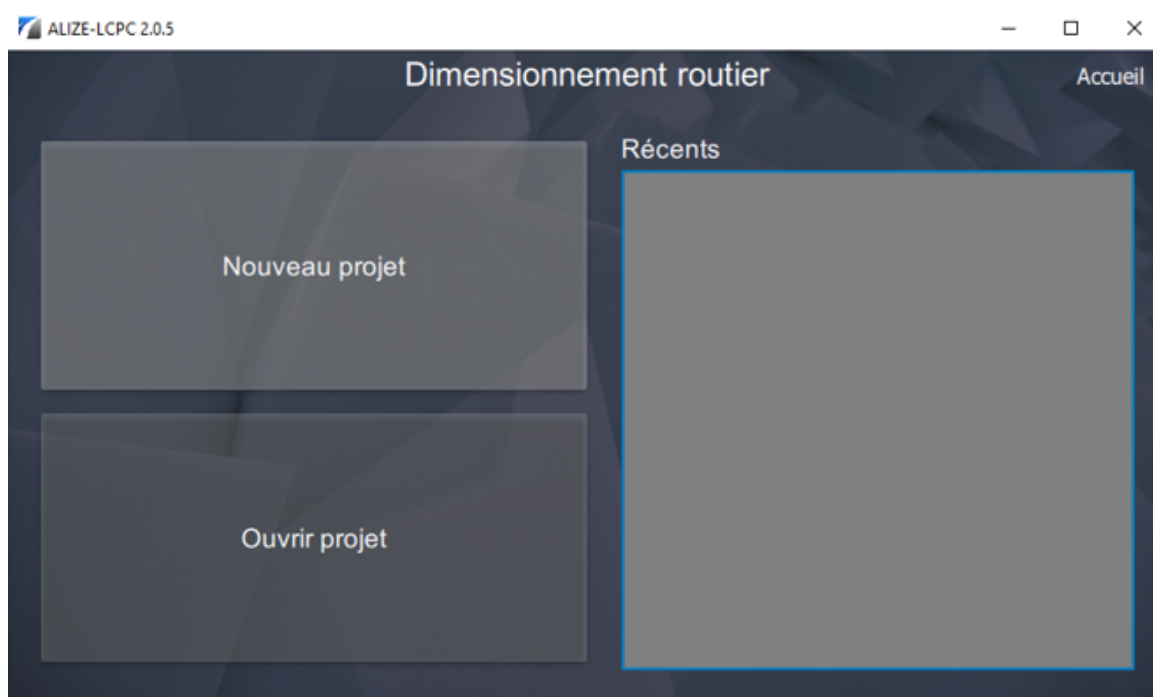 ALIZE-LCPC 2.0.5
Dimensionnement routier
Accueil
Récents
Nouveau projet
Ouvrir projet